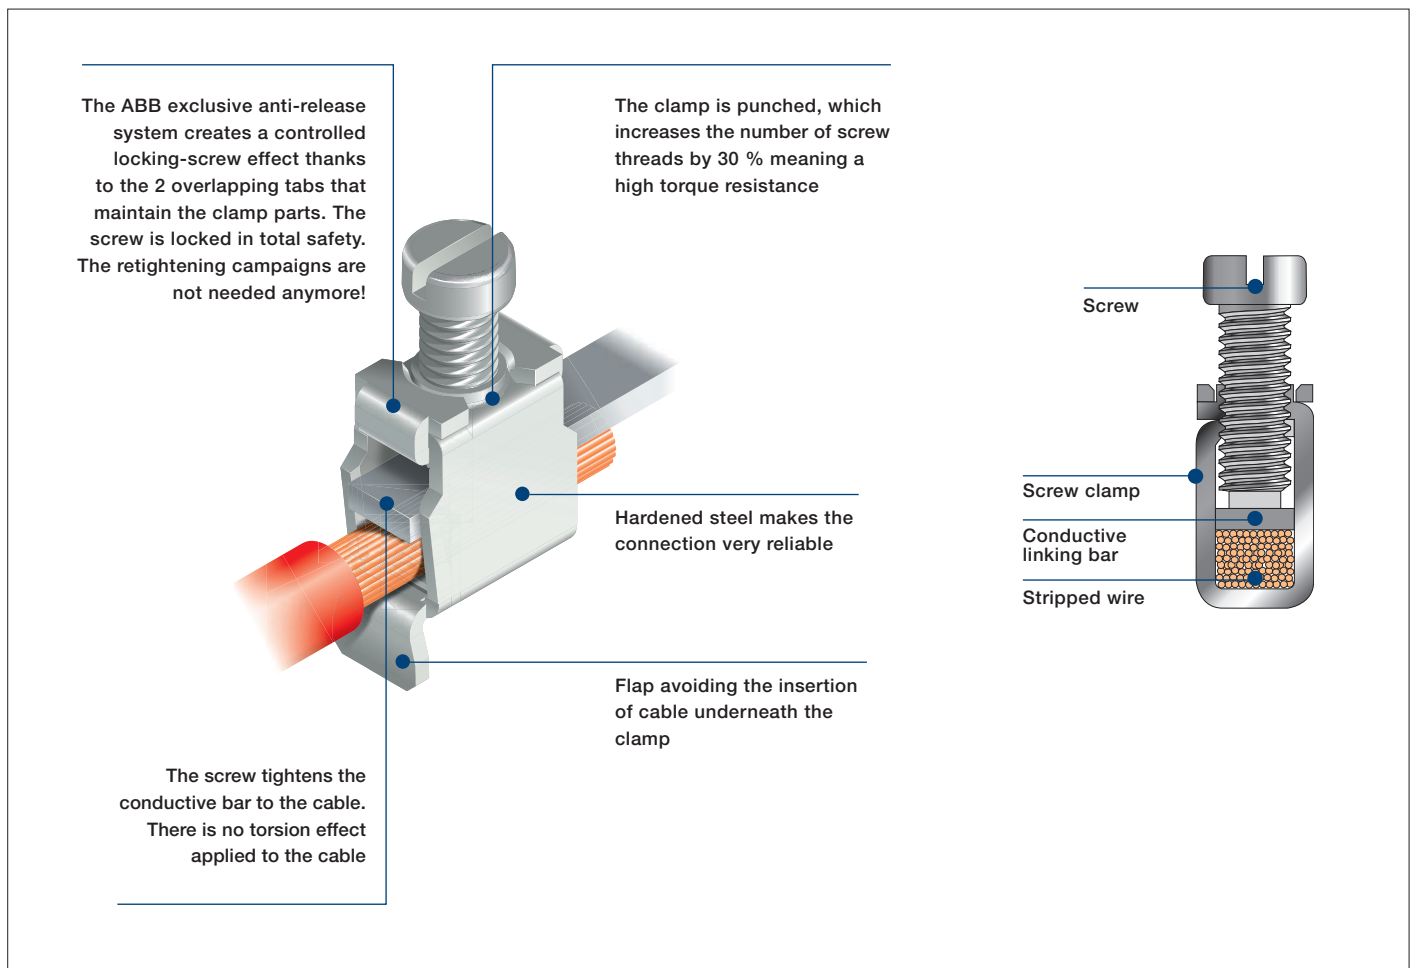 The ABB exclusive anti-release
system creates a controlled
locking-screw effect thanks
to the 2 overlapping tabs that
maintain the clamp parts. The
screw is locked in total safety.
The retightening campaigns are
not needed anymore!
The clamp is punched, which
increases the number of screw
threads by 30 % meaning a
high torque resistance
Hardened steel makes the
connection very reliable
Flap avoiding the insertion
of cable underneath the
clamp
The screw tightens the
conductive bar to the cable.
There is no torsion effect
applied to the cable
Screw
Screw clamp
Conductive
linking bar
Stripped wire